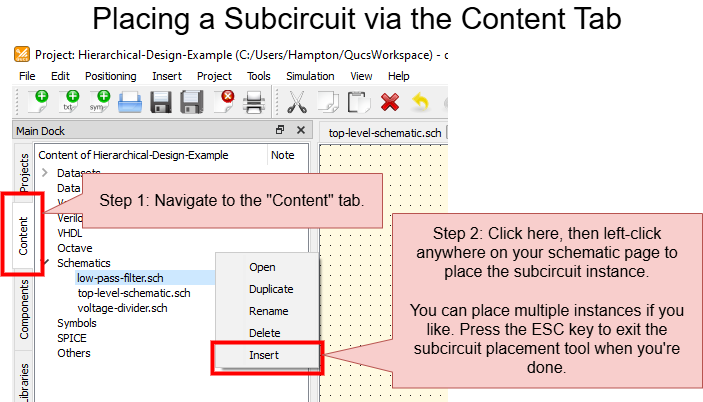 Placing a Subcircuit via the Content Tab
Project: Hierarchical-Design-Example (C:/Users/Hampton/QucsWorkspace) - c
File Edit Positioning Insert Project Tools Simulation View Help
txt sym
Main Dock
top-level-schematic.sch
Projects
Content
Components
Libraries
Content of Hierarchical-Design-Example Note
Datasets
Data
Verilo
VHDL
Octave
Schematics
low-pass-filter.sch
top-level-schematic.sch
voltage-divider.sch
Symbols
SPICE
Others
Open
Duplicate
Rename
Delete
Insert
Step 1: Navigate to the "Content" tab.
Step 2: Click here, then left-click
anywhere on your schematic page to
place the subcircuit instance.
You can place multiple instances if you
like. Press the ESC key to exit the
subcircuit placement tool when you're
done.